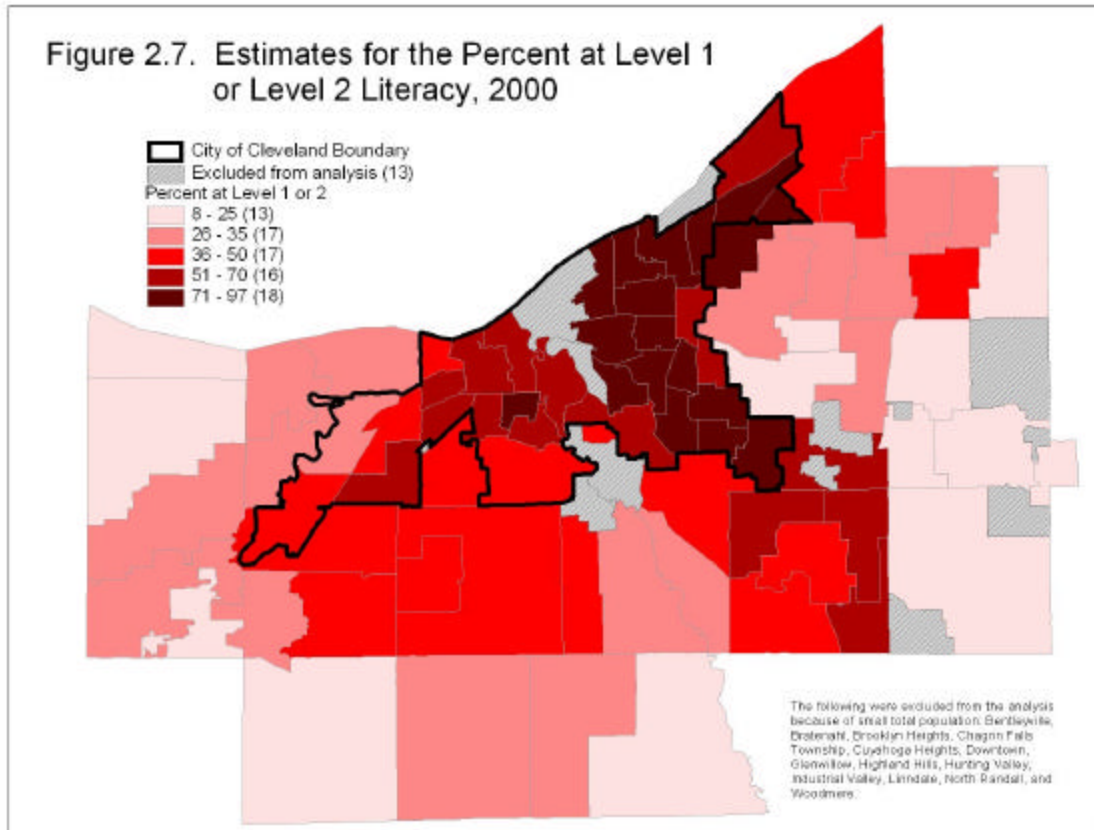 Figure 2.7. Estimates for the Percent at Level 1
or Level 2 Literacy, 2000
City of Cleveland Boundary
Excluded from analysis (13)
Percent at Level 1 or 2
8 - 25 (13)
26 - 35 (17)
36 - 50 (17)
51 - 70 (16)
71 - 97 (18)
The following were excluded from the analysis
because of small total population: Bentleyville,
Bratenahl, Brooklyn Heights, Chagrin Falls
Township, Cuyahoga Heights, Downtown,
Glenwillow, Highland Hills, Hunting Valley,
Industrial Valley, Linndale, North Randall, and
Woodmere.